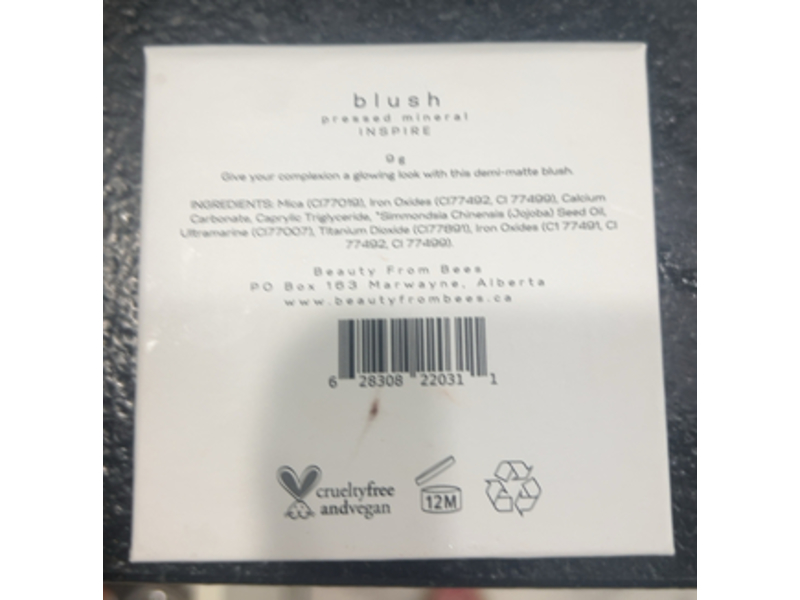 blush
pressed mineral
INSPIRE
9 g
Give your complexion a glowing look with this demi-matte blush.
INGREDIENTS: Mica (CI77019), Iron Oxides (CI77492, CI 77499), Calcium
Carbonate, Caprylic Triglyceride, *Simmondsia Chinensis (Jojoba) Seed Oil,
Ultramarine (CI77007), Titanium Dioxide (CI77891), Iron Oxides (C1 77491, CI
77492, CI 77499).
Beauty From Bees
PO Box 163 Marwayne, Alberta
www.beautyfrombees.ca
6 28308 22031 1
crueltyfree
andvegan
12M